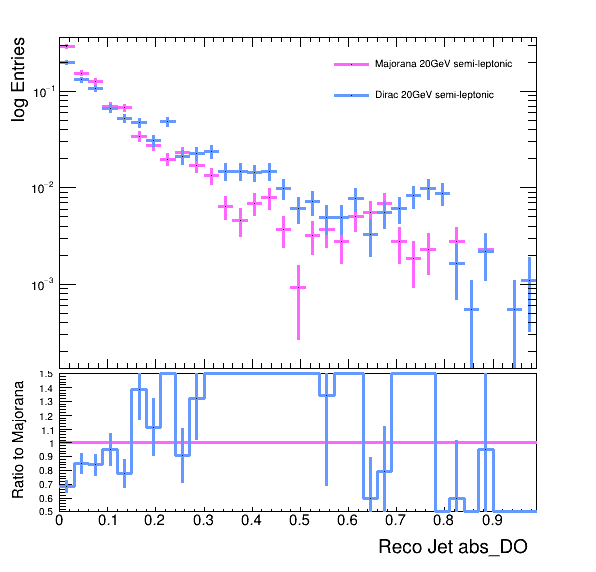 log Entries
Majorana 20GeV semi-leptonic
Dirac 20GeV semi-leptonic
10⁻¹
10⁻²
10⁻³
Ratio to Majorana
1.5
1.4
1.3
1.2
1.1
1
0.9
0.8
0.7
0.6
0.5
0 0.1 0.2 0.3 0.4 0.5 0.6 0.7 0.8 0.9
Reco Jet abs_DO